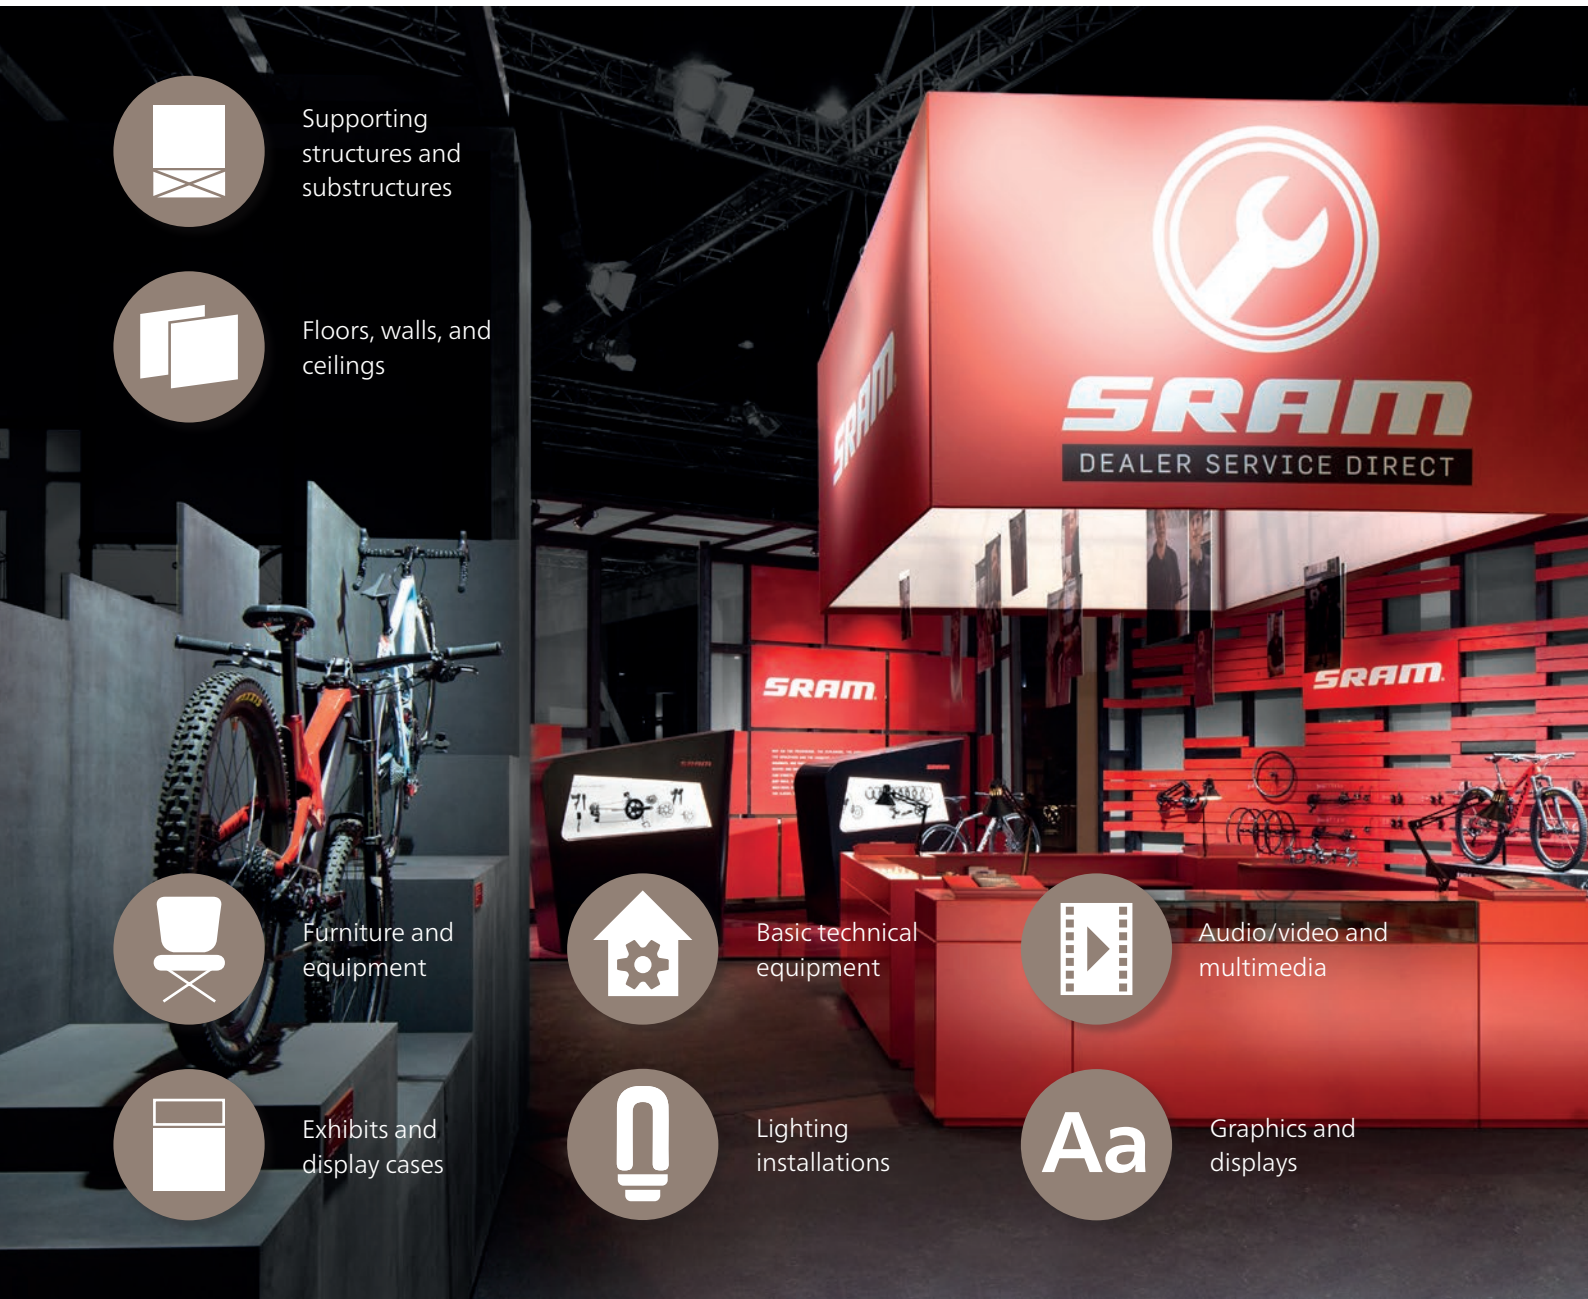 Supporting
structures and
substructures
Floors, walls, and
ceilings
SRAM
DEALER SERVICE DIRECT
SRAM
SRAM
SRAM
MAXXIS
Furniture and
equipment
Basic technical
equipment
Audio/video and
multimedia
Exhibits and
display cases
Lighting
installations
Aa
Graphics and
displays